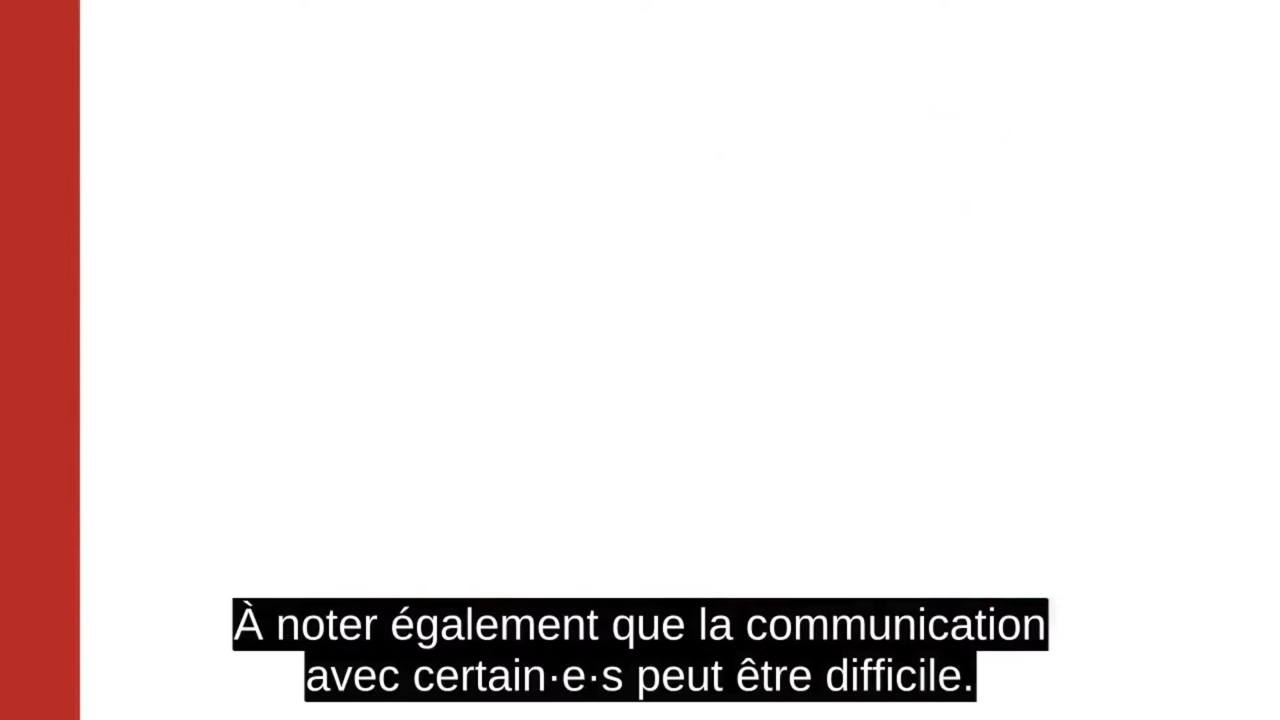 À noter également que la communication
avec certain·e·s peut être difficile.